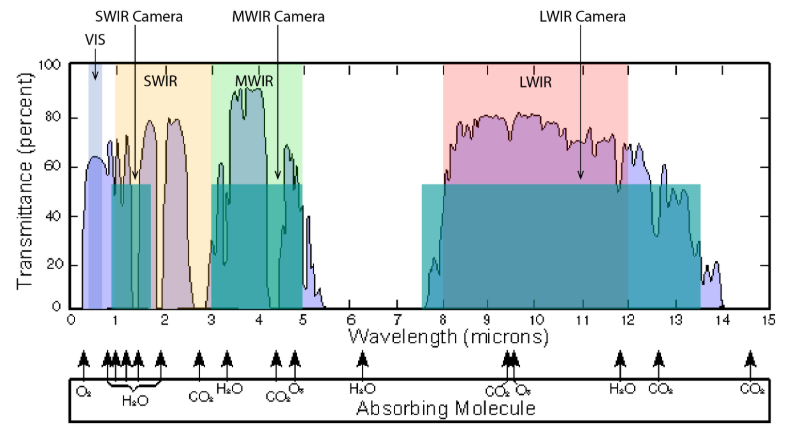 SWIR Camera
MWIR Camera
LWIR Camera
VIS
SWIR
MWIR
LWIR
Transmittance (percent)
100
80
60
40
20
0
0 1 2 3 4 5 6 7 8 9 10 11 12 13 14 15
Wavelength (microns)
O₂
H₂O
CO₂
H₂O
CO₂
O₃
H₂O
CO₂
O₃
H₂O
CO₂
CO₂
Absorbing Molecule